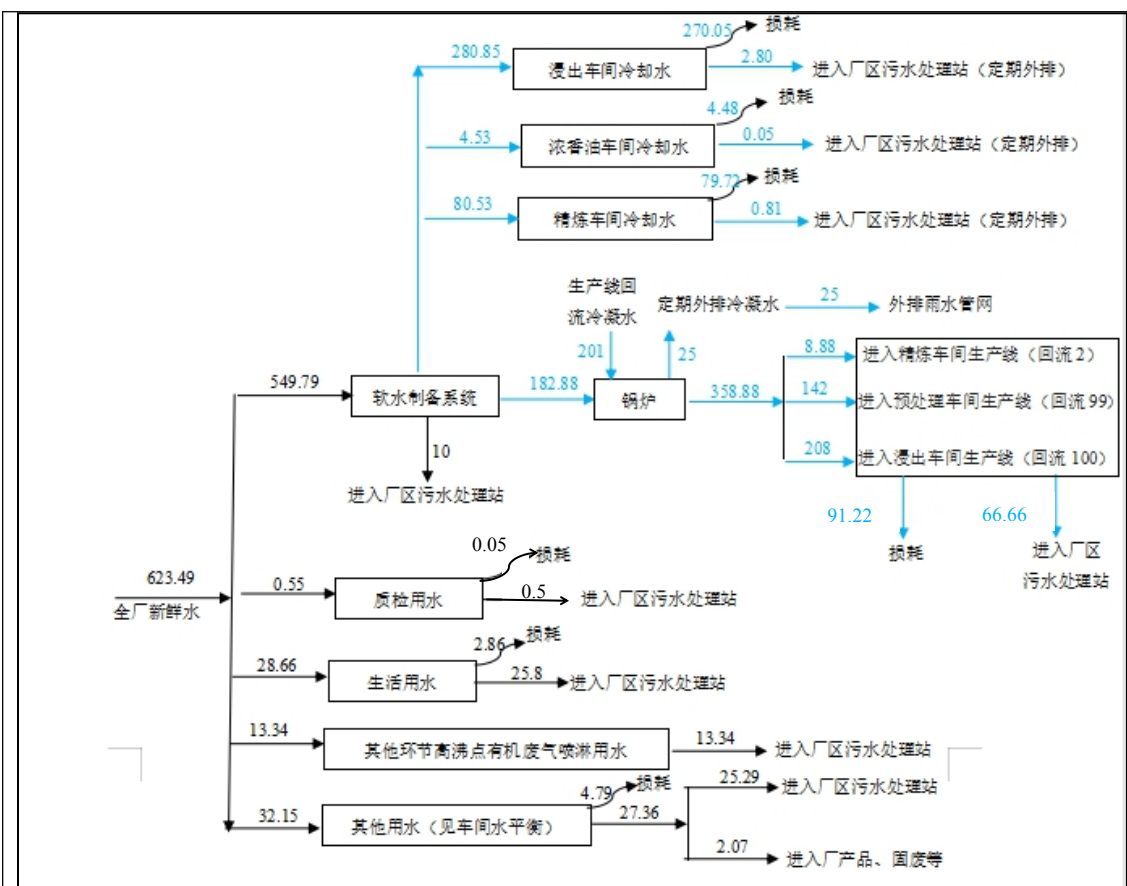 270.05
损耗
280.85
浸出车间冷却水
2.80
进入厂区污水处理站（定期外排）
4.48
损耗
4.53
浓香油车间冷却水
0.05
进入厂区污水处理站（定期外排）
79.72
损耗
80.53
精炼车间冷却水
0.81
进入厂区污水处理站（定期外排）
生产线回
流冷凝水
定期外排冷凝水
25
外排雨水管网
201
25
549.79
软水制备系统
182.88
锅炉
358.88
8.88
进入精炼车间生产线（回流2）
142
进入预处理车间生产线（回流99）
208
进入浸出车间生产线（回流100）
10
进入厂区污水处理站
91.22
损耗
66.66
进入厂区
污水处理站
623.49
全厂新鲜水
0.55
质检用水
0.05
损耗
0.5
进入厂区污水处理站
28.66
生活用水
2.86
损耗
25.8
进入厂区污水处理站
13.34
其他环节高沸点有机废气喷淋用水
13.34
进入厂区污水处理站
32.15
其他用水（见车间水平衡）
4.79
损耗
27.36
25.29
进入厂区污水处理站
2.07
进入厂产品、固废等